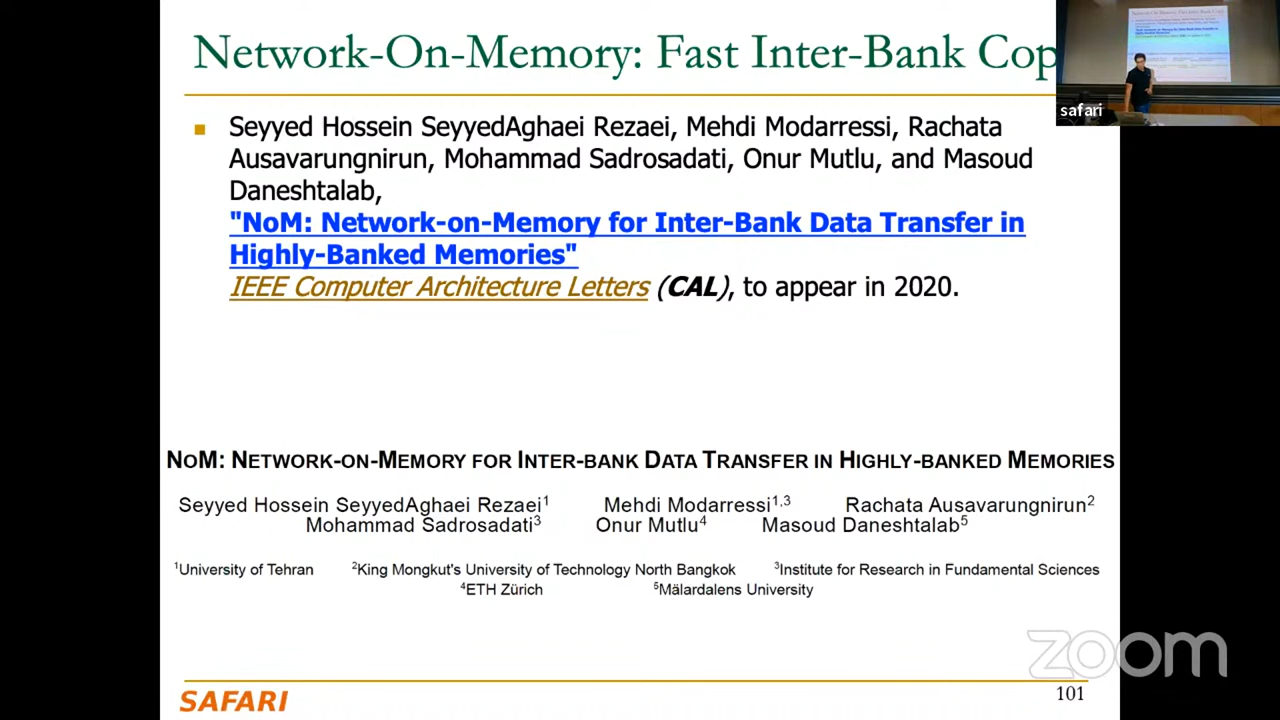 Network-On-Memory: Fast Inter-Bank Cop
safari
Seyyed Hossein SeyyedAghaei Rezaei, Mehdi Modarressi, Rachata
Ausavarungnirun, Mohammad Sadrosadati, Onur Mutlu, and Masoud
Daneshtalab,
"NoM: Network-on-Memory for Inter-Bank Data Transfer in
Highly-Banked Memories"
IEEE Computer Architecture Letters (CAL), to appear in 2020.
NOM: NETWORK-ON-MEMORY FOR INTER-BANK DATA TRANSFER IN HIGHLY-BANKED MEMORIES
Seyyed Hossein SeyyedAghaei Rezaei¹ Mehdi Modarressi¹,³ Rachata Ausavarungnirun²
Mohammad Sadrosadati³ Onur Mutlu⁴ Masoud Daneshtalab⁵
¹University of Tehran ²King Mongkut's University of Technology North Bangkok ³Institute for Research in Fundamental Sciences
⁴ETH Zürich ⁵Mälardalens University
zoom
SAFARI
101